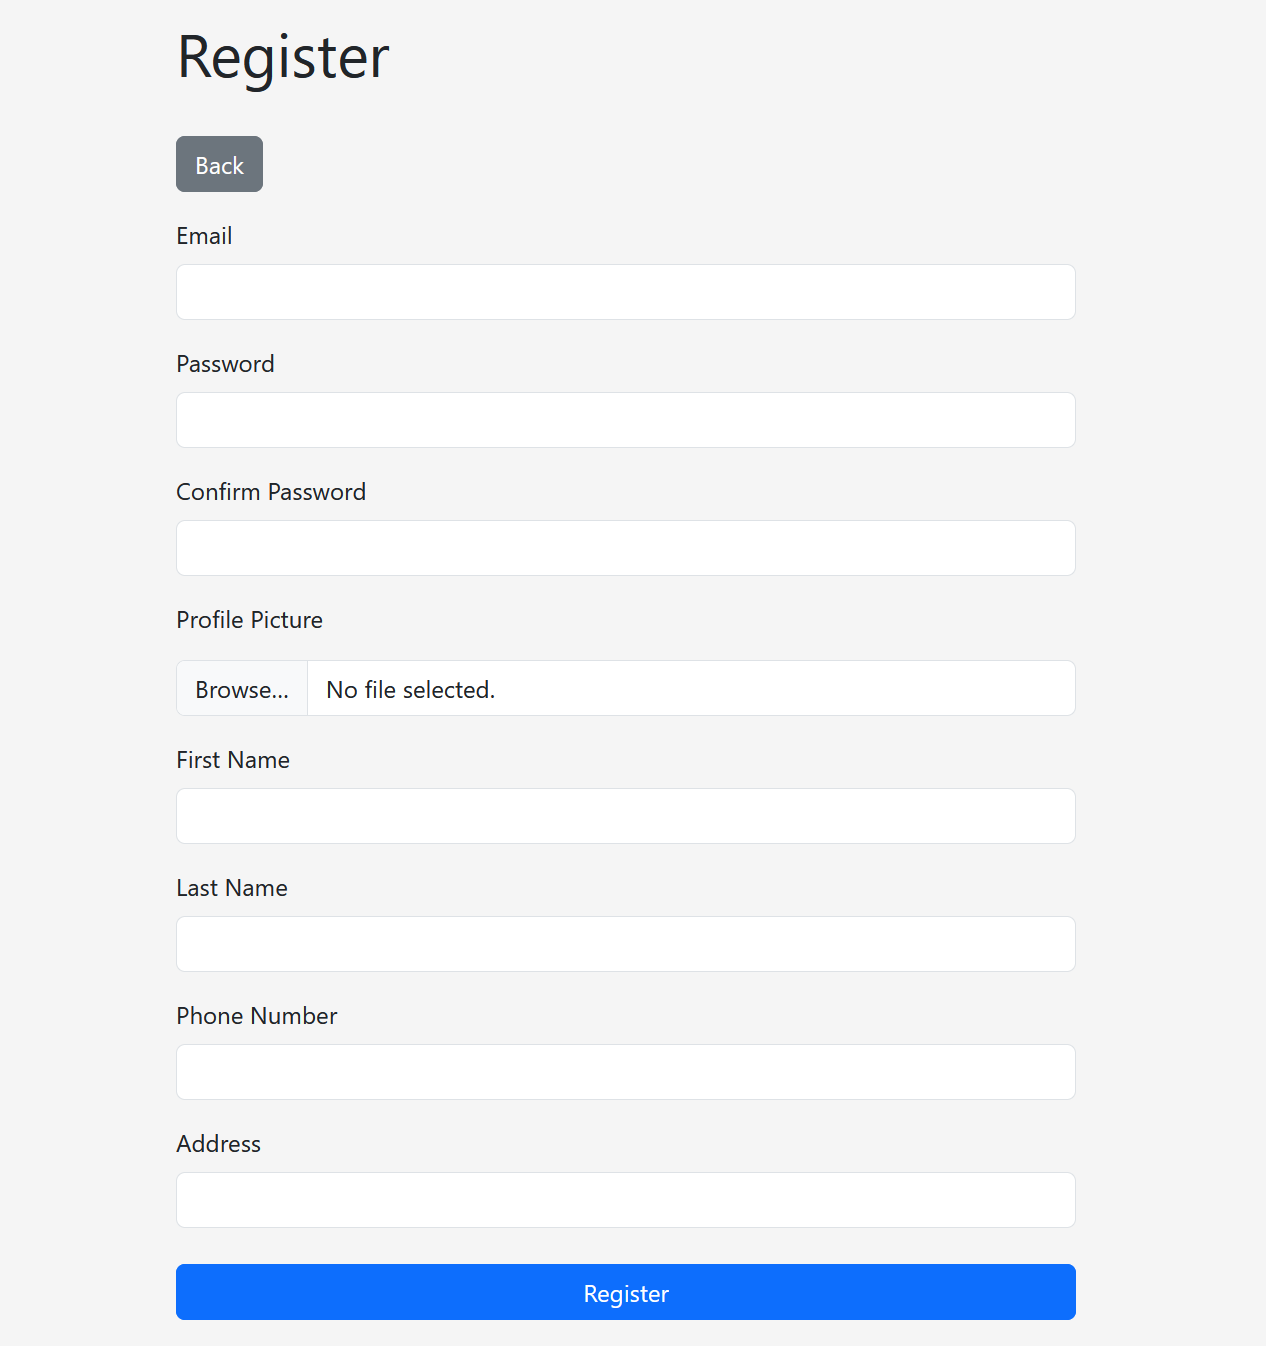 Register
Back
Email
Password
Confirm Password
Profile Picture
Browse... No file selected.
First Name
Last Name
Phone Number
Address
Register